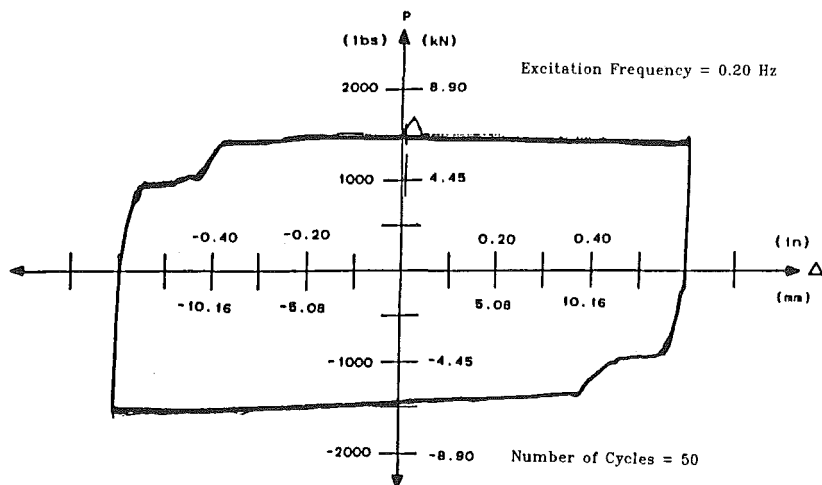 P
(lbs) (kN)
Excitation Frequency = 0.20 Hz
2000 8.90
1000 4.45
-0.40 -0.20 0.20 0.40 (in)
Δ
-10.16 -5.08 5.08 10.16 (mm)
-1000 -4.45
-2000 -8.90
Number of Cycles = 50